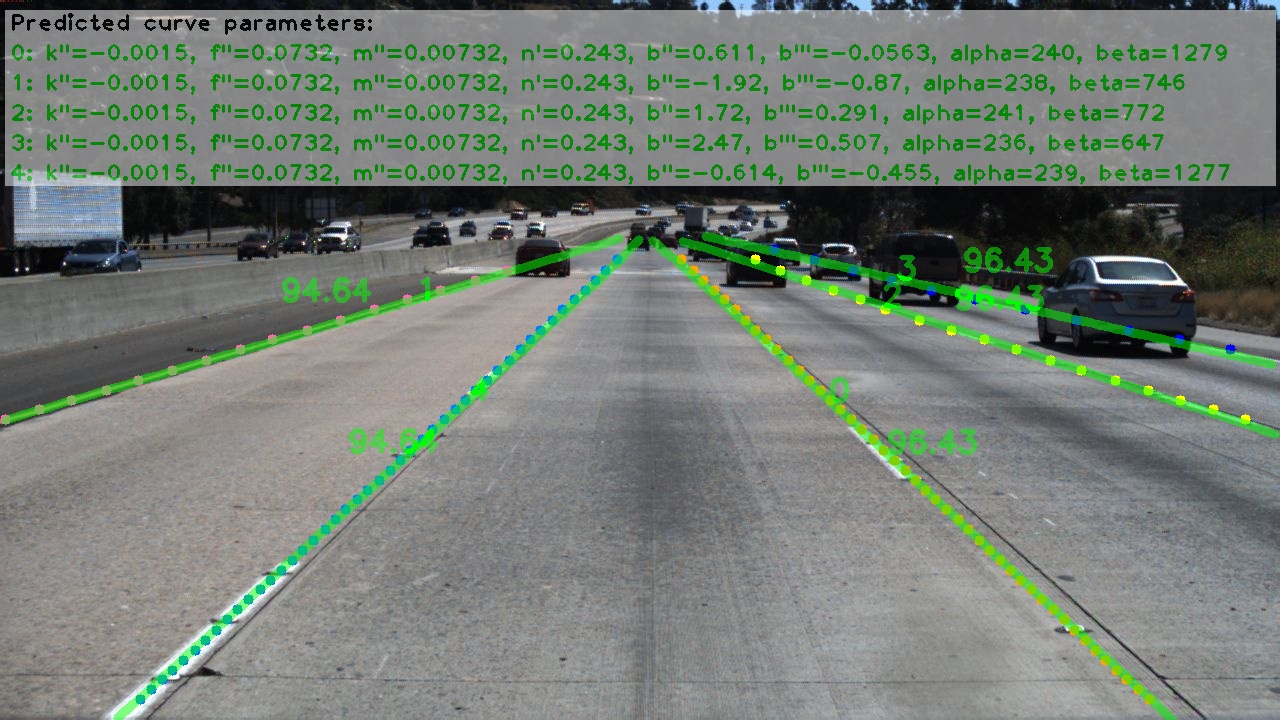 Predicted curve parameters:
0: k''=-0.0015, f''=0.0732, m''=0.00732, n'=0.243, b''=0.611, b'''=-0.0563, alpha=240, beta=1279
1: k''=-0.0015, f''=0.0732, m''=0.00732, n'=0.243, b''=-1.92, b'''=-0.87, alpha=238, beta=746
2: k''=-0.0015, f''=0.0732, m''=0.00732, n'=0.243, b''=1.72, b'''=0.291, alpha=241, beta=772
3: k''=-0.0015, f''=0.0732, m''=0.00732, n'=0.243, b''=2.47, b'''=0.507, alpha=236, beta=647
4: k''=-0.0015, f''=0.0732, m''=0.00732, n'=0.243, b''=-0.614, b'''=-0.455, alpha=239, beta=1277
3 96.43
94.64 1 2 96.43
4 0
94.64 96.43